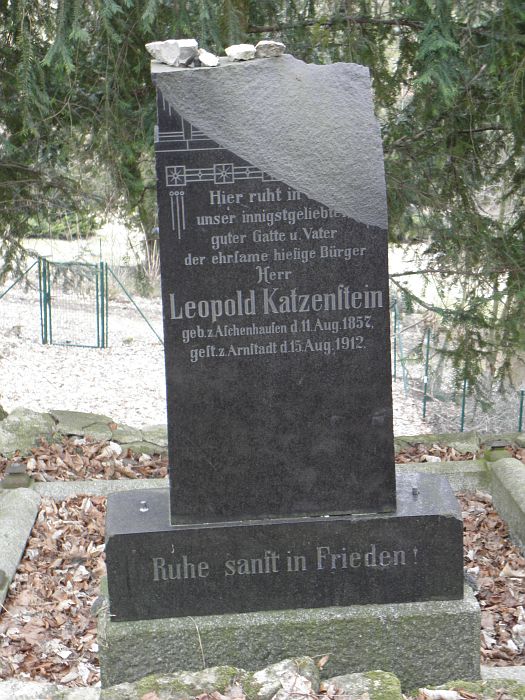 Hier ruht in
unser innigstgeliebter
guter Gatte u. Vater
der ehrſame hieſige Bürger
Herr
Leopold Katzenſtein
geb. z. Aſchenhauſen d. 11. Aug. 1857.
geſt. z. Arnſtadt d. 15. Aug. 1912.
Ruhe sanft in Frieden!